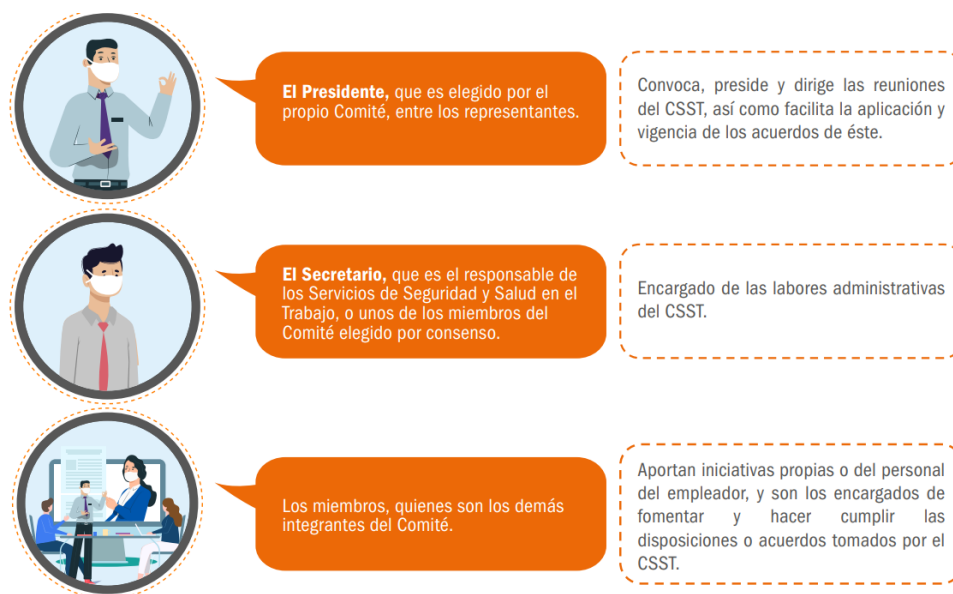 El Presidente, que es elegido por el
propio Comité, entre los representantes.
Convoca, preside y dirige las reuniones
del CSST, así como facilita la aplicación y
vigencia de los acuerdos de éste.
El Secretario, que es el responsable de
los Servicios de Seguridad y Salud en el
Trabajo, o unos de los miembros del
Comité elegido por consenso.
Encargado de las labores administrativas
del CSST.
Los miembros, quienes son los demás
integrantes del Comité.
Aportan iniciativas propias o del personal
del empleador, y son los encargados de
fomentar y hacer cumplir las
disposiciones o acuerdos tomados por el
CSST.